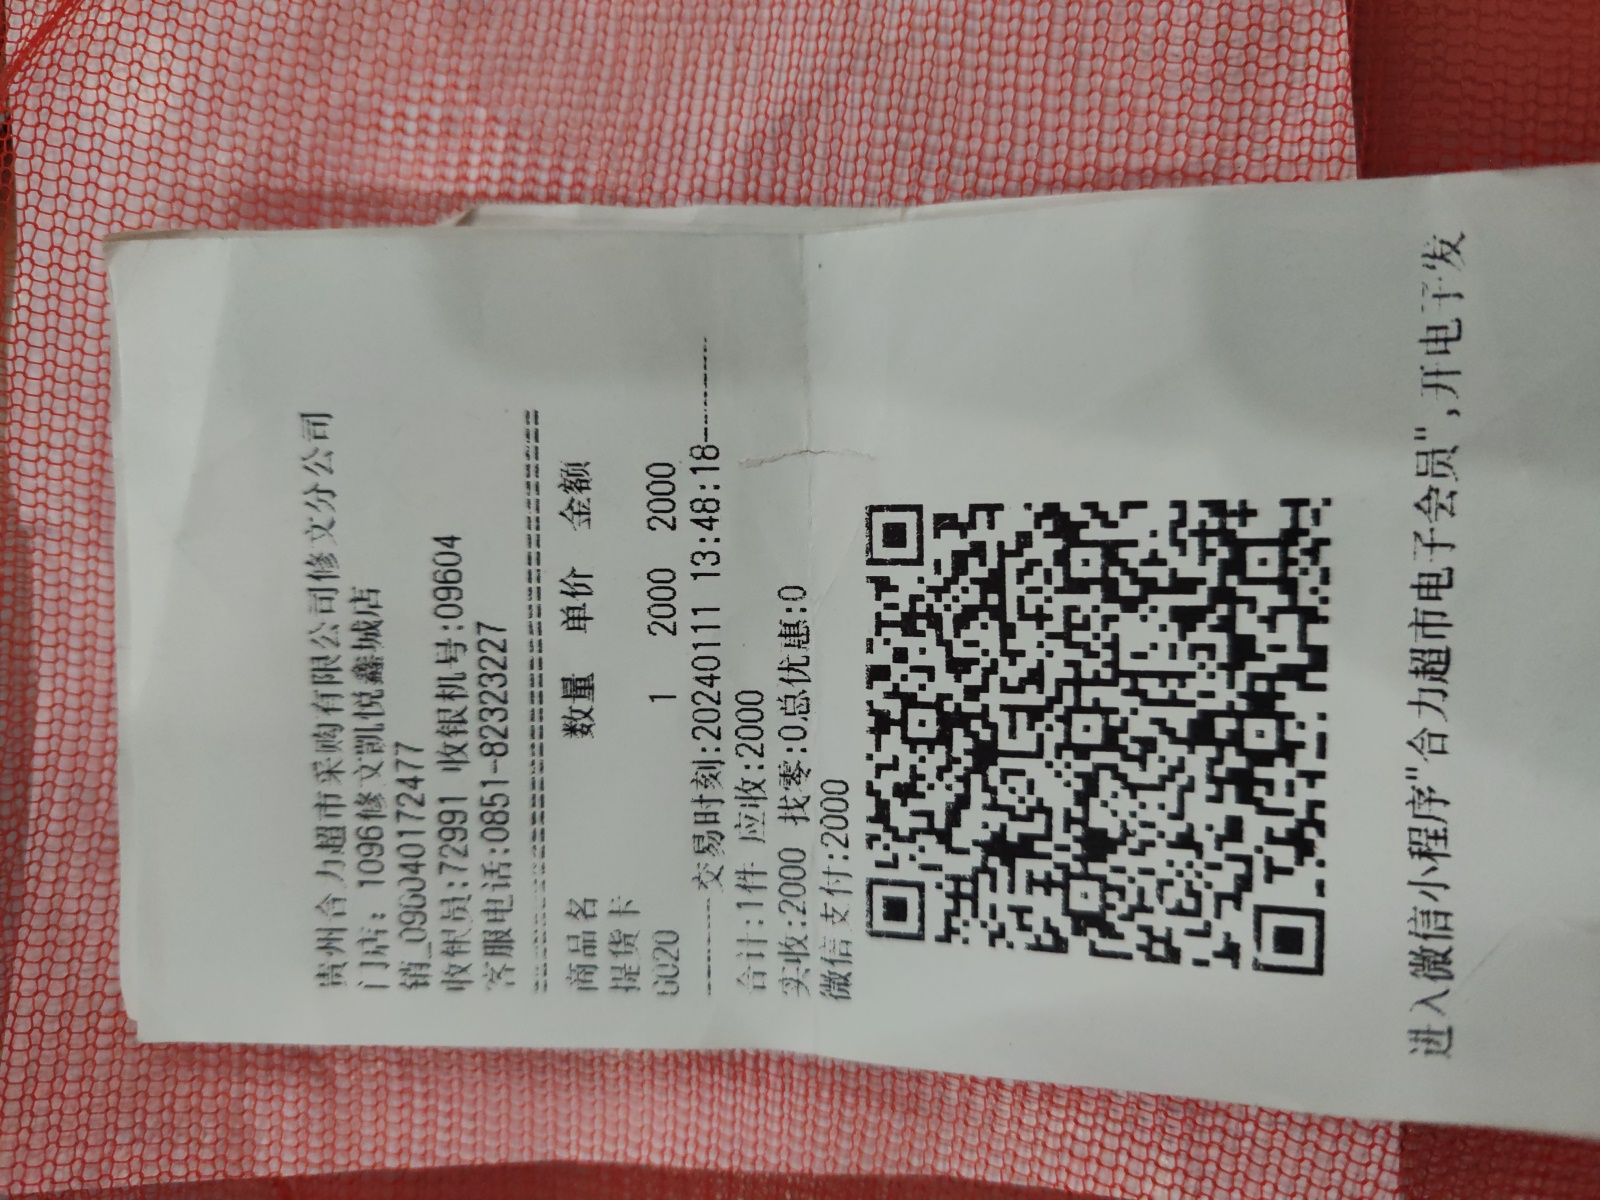 贵州合力超市采购有限公司修文分公司
门店: 1096修文凯悦鑫城店
销_096040172477
收银员:722991 收银机号:09604
客服电话:0851-82323227
商品名 数量 单价 金额
提货卡
6020 1 2000 2000
交易时刻:20240111 13:48:18
合计:1件 应收:2000
实收:2000 找零:0总优惠:0
微信支付:2000
进入微信小程序"合力超市电子会员",开电子发